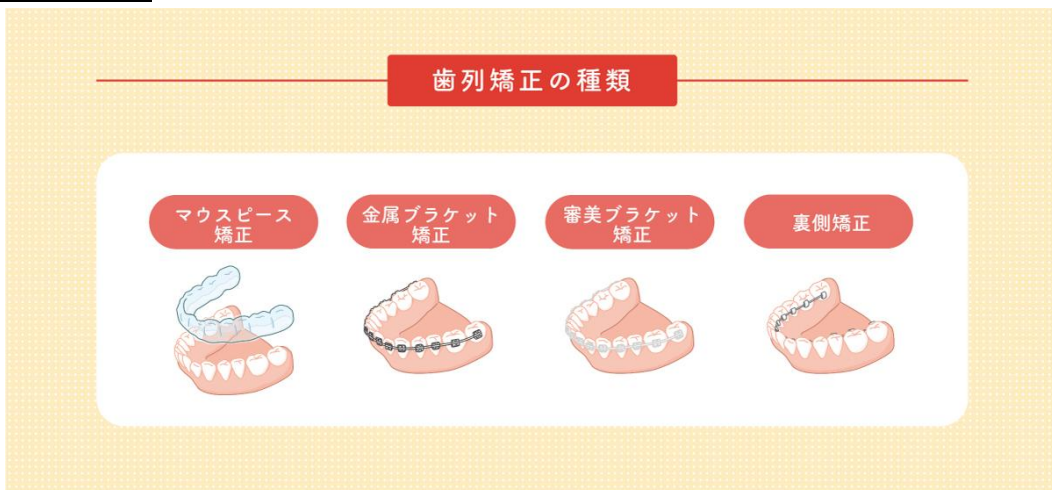 歯列矯正の種類
マウスピース
矯正
金属ブラケット
矯正
審美ブラケット
矯正
裏側矯正